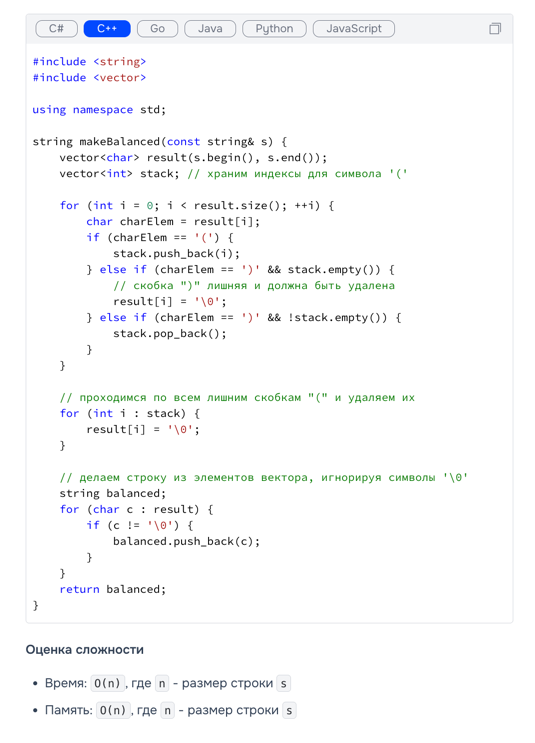 C# C++ Go Java Python JavaScript
#include <string>
#include <vector>
using namespace std;
string makeBalanced(const string& s) {
    vector<char> result(s.begin(), s.end());
    vector<int> stack; // храним индексы для символа '('
    for (int i = 0; i < result.size(); ++i) {
        char charElem = result[i];
        if (charElem == '(') {
            stack.push_back(i);
        } else if (charElem == ')' && stack.empty()) {
            // скобка ")" лишняя и должна быть удалена
            result[i] = '\0';
        } else if (charElem == ')' && !stack.empty()) {
            stack.pop_back();
        }
    }
    // проходимся по всем лишним скобкам "(" и удаляем их
    for (int i : stack) {
        result[i] = '\0';
    }
    // делаем строку из элементов вектора, игнорируя символы '\0'
    string balanced;
    for (char c : result) {
        if (c != '\0') {
            balanced.push_back(c);
        }
    }
    return balanced;
}
Оценка сложности
• Время: O(n), где n - размер строки s
• Память: O(n), где n - размер строки s